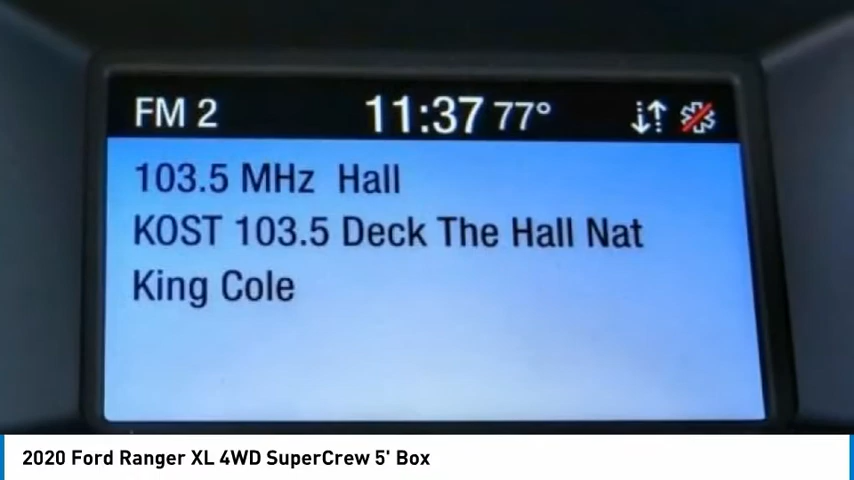 FM 2 11:37 77°
103.5 MHz Hall
KOST 103.5 Deck The Hall Nat
King Cole
2020 Ford Ranger XL 4WD SuperCrew 5' Box